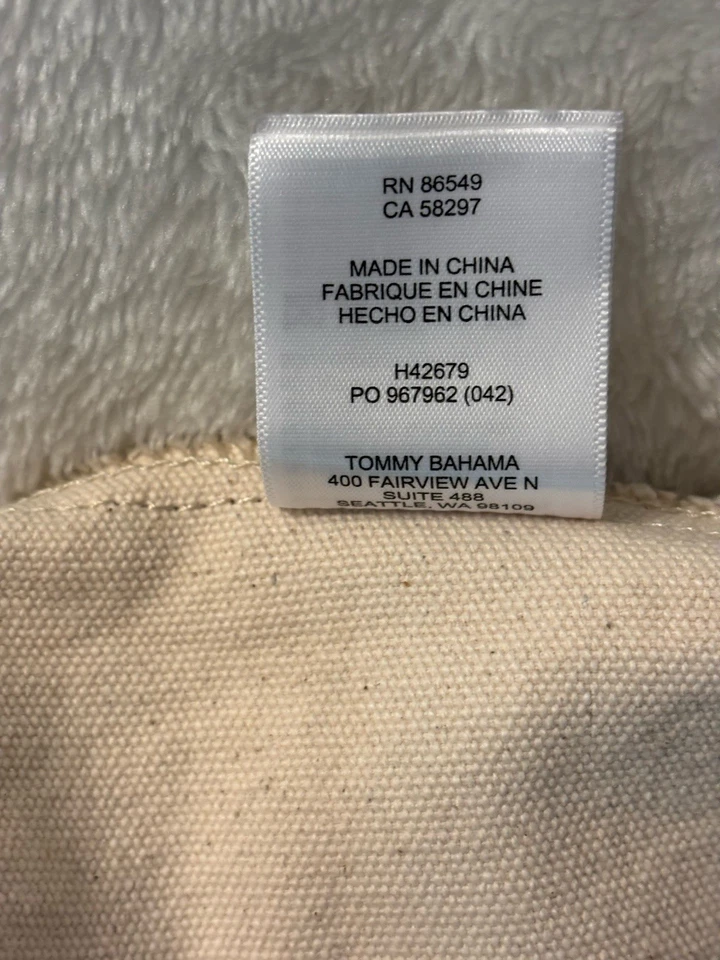 RN 86549
CA 58297
MADE IN CHINA
FABRIQUE EN CHINE
HECHO EN CHINA
H42679
PO 967962 (042)
TOMMY BAHAMA
400 FAIRVIEW AVE N
SUITE 488
SEATTLE, WA 98109